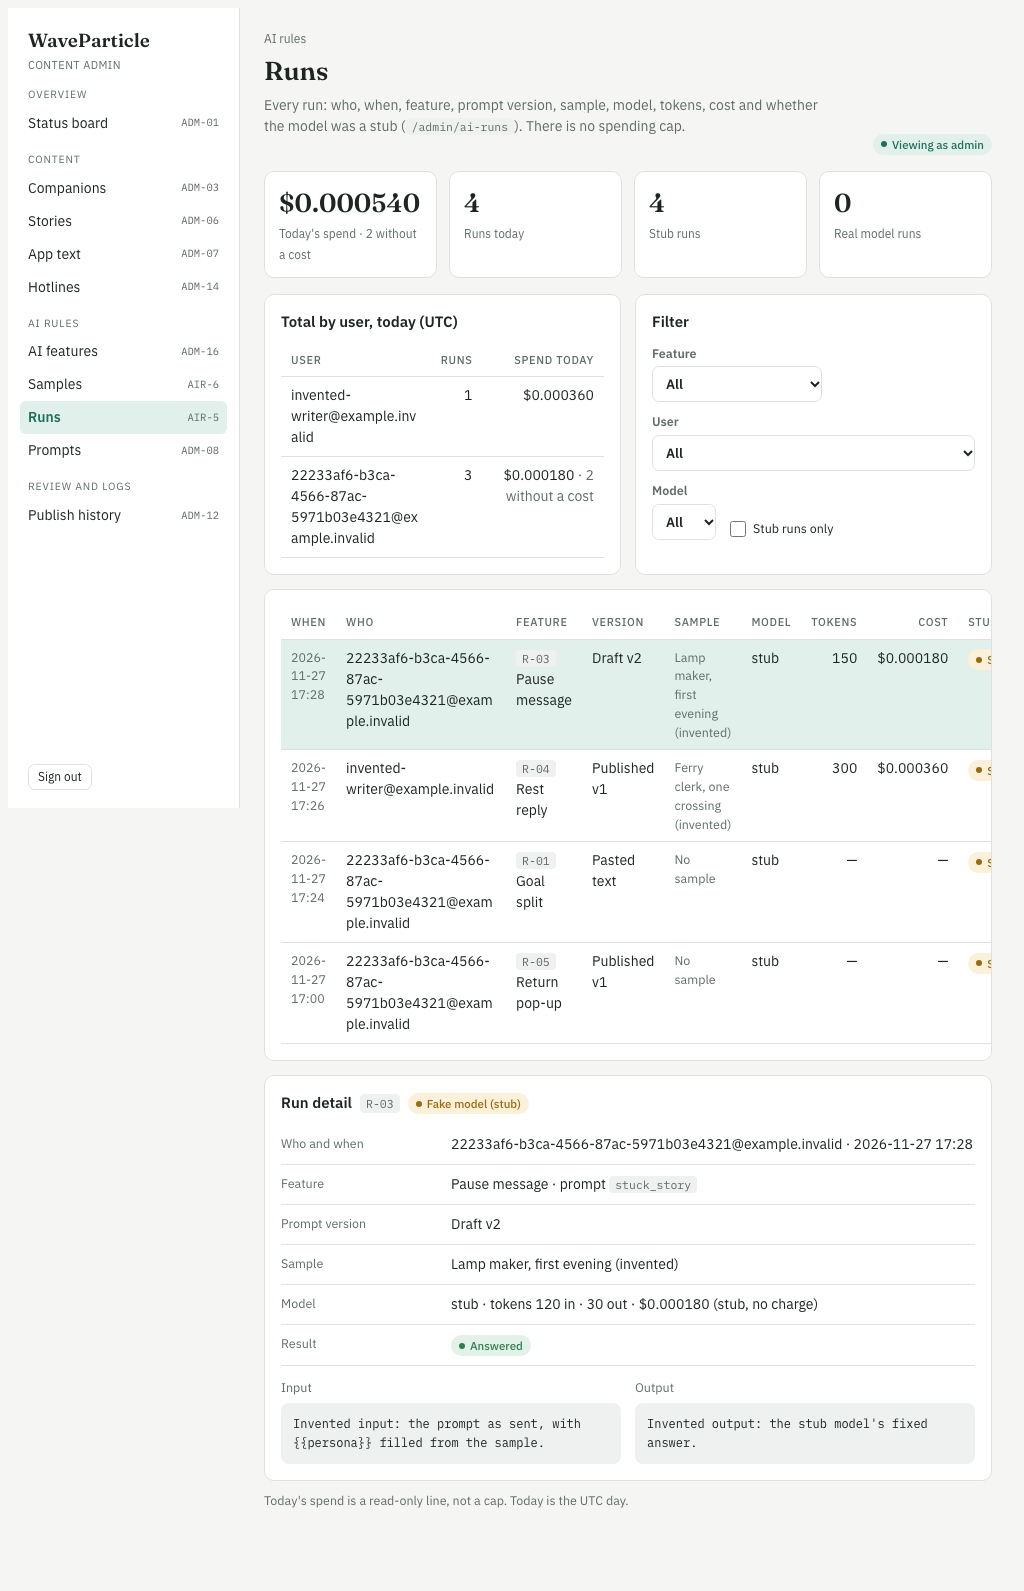 WaveParticle
CONTENT ADMIN
OVERVIEW
Status board ADM-01
CONTENT
Companions ADM-03
Stories ADM-06
App text ADM-07
Hotlines ADM-14
AI RULES
AI features ADM-16
Samples AIR-6
Runs AIR-5
Prompts ADM-08
REVIEW AND LOGS
Publish history ADM-12
Sign out
AI rules
Runs
Every run: who, when, feature, prompt version, sample, model, tokens, cost and whether
the model was a stub ( /admin/ai-runs ). There is no spending cap.
Viewing as admin
$0.000540
Today's spend · 2 without
a cost
4
Runs today
4
Stub runs
0
Real model runs
Total by user, today (UTC)
USER RUNS SPEND TODAY
invented- 1 $0.000360
writer@example.inv
alid
22233af6-b3ca- 3 $0.000180 · 2
4566-87ac- without a cost
5971b03e4321@ex
ample.invalid
Filter
Feature
All
User
All
Model
All Stub runs only
WHEN WHO FEATURE VERSION SAMPLE MODEL TOKENS COST STU
2026- 22233af6-b3ca-4566- R-03 Draft v2 Lamp stub 150 $0.000180 S
11-27 87ac- Pause maker,
17:28 5971b03e4321@exam message first
ple.invalid evening
(invented)
2026- invented- R-04 Published Ferry stub 300 $0.000360 S
11-27 writer@example.invalid Rest v1 clerk, one
17:26 reply crossing
(invented)
2026- 22233af6-b3ca-4566- R-01 Pasted No stub — — S
11-27 87ac- Goal text sample
17:24 5971b03e4321@exam split
ple.invalid
2026- 22233af6-b3ca-4566- R-05 Published No stub — — S
11-27 87ac- Return v1 sample
17:00 5971b03e4321@exam pop-up
ple.invalid
Run detail R-03 Fake model (stub)
Who and when 22233af6-b3ca-4566-87ac-5971b03e4321@example.invalid · 2026-11-27 17:28
Feature Pause message · prompt stuck_story
Prompt version Draft v2
Sample Lamp maker, first evening (invented)
Model stub · tokens 120 in · 30 out · $0.000180 (stub, no charge)
Result Answered
Input
Invented input: the prompt as sent, with
{{persona}} filled from the sample.
Output
Invented output: the stub model's fixed
answer.
Today's spend is a read-only line, not a cap. Today is the UTC day.